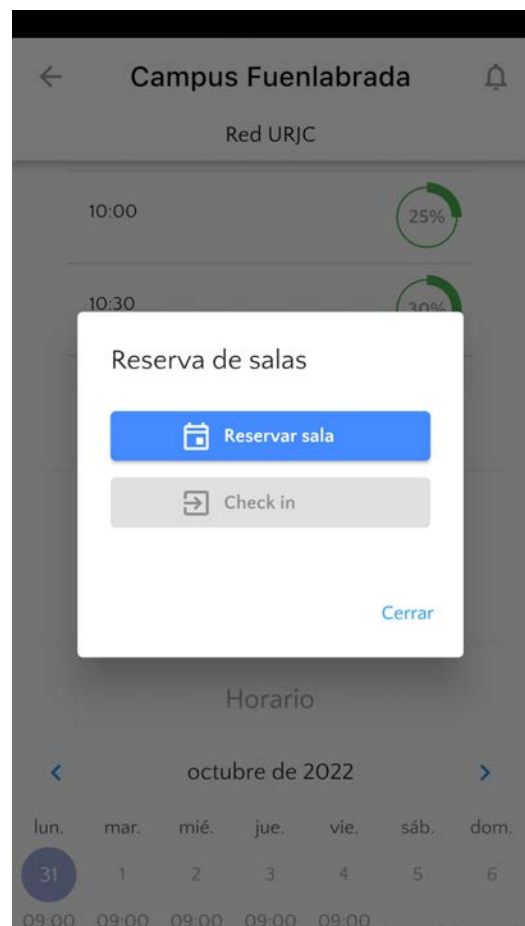 Campus Fuenlabrada
Red URJC
10:00
25%
10:30
30%
Reserva de salas
Reservar sala
Check in
Cerrar
Horario
octubre de 2022
lun. mar. mié. jue. vie. sáb. dom.
31 1 2 3 4 5 6
09:00 09:00 09:00 09:00 09:00